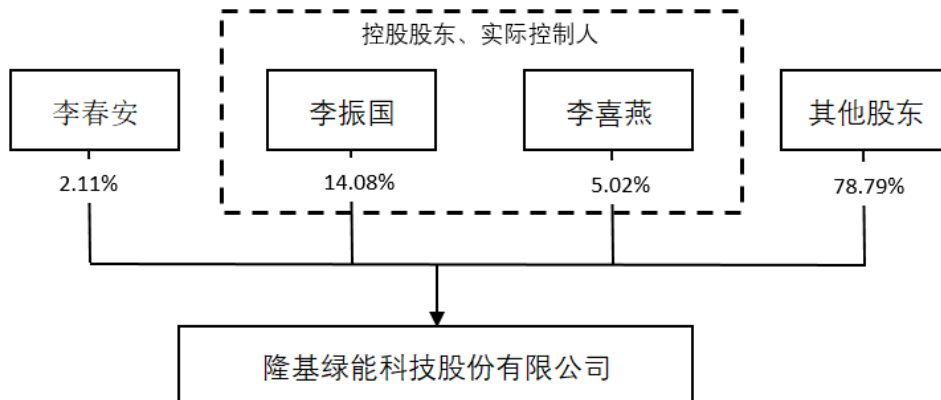 控股股东、实际控制人
李春安
李振国
李喜燕
其他股东
2.11%
14.08%
5.02%
78.79%
隆基绿能科技股份有限公司